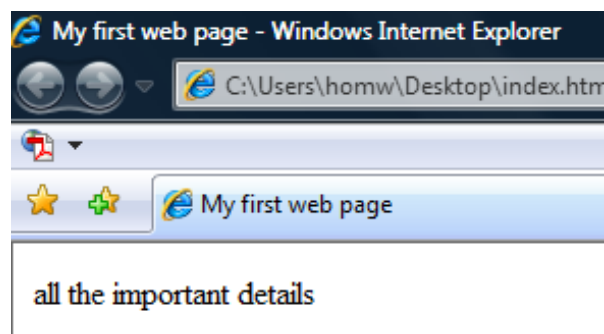 My first web page - Windows Internet Explorer
C:\Users\homw\Desktop\index.htm
My first web page
all the important details